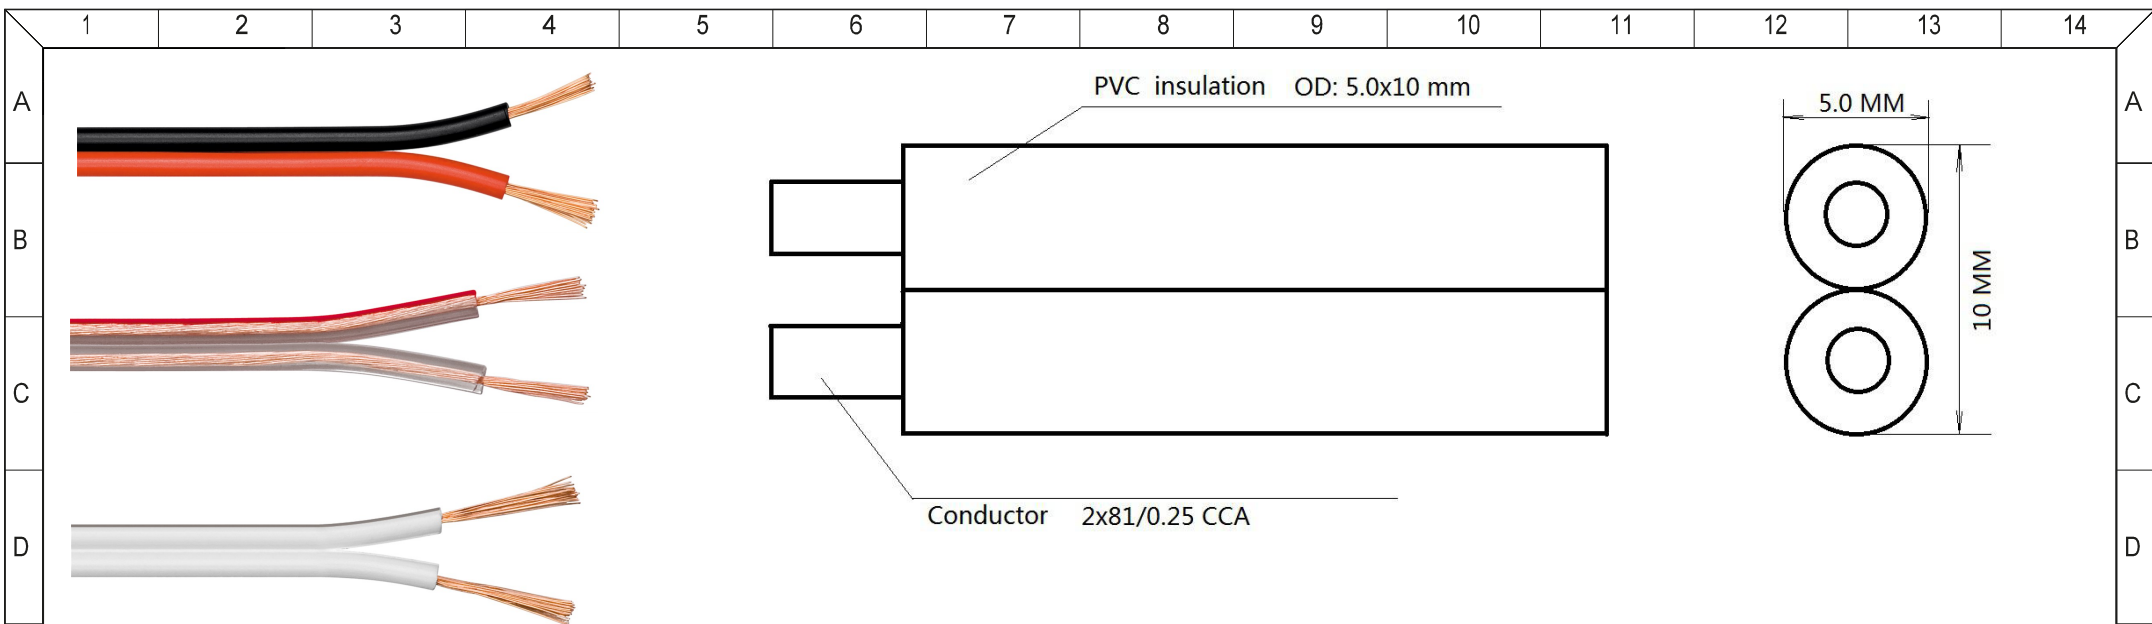 1 2 3 4 5 6 7 8 9 10 11 12 13 14
A A
PVC insulation OD: 5.0x10 mm
5.0 MM
B B
10 MM
C C
Conductor 2x81/0.25 CCA
D D